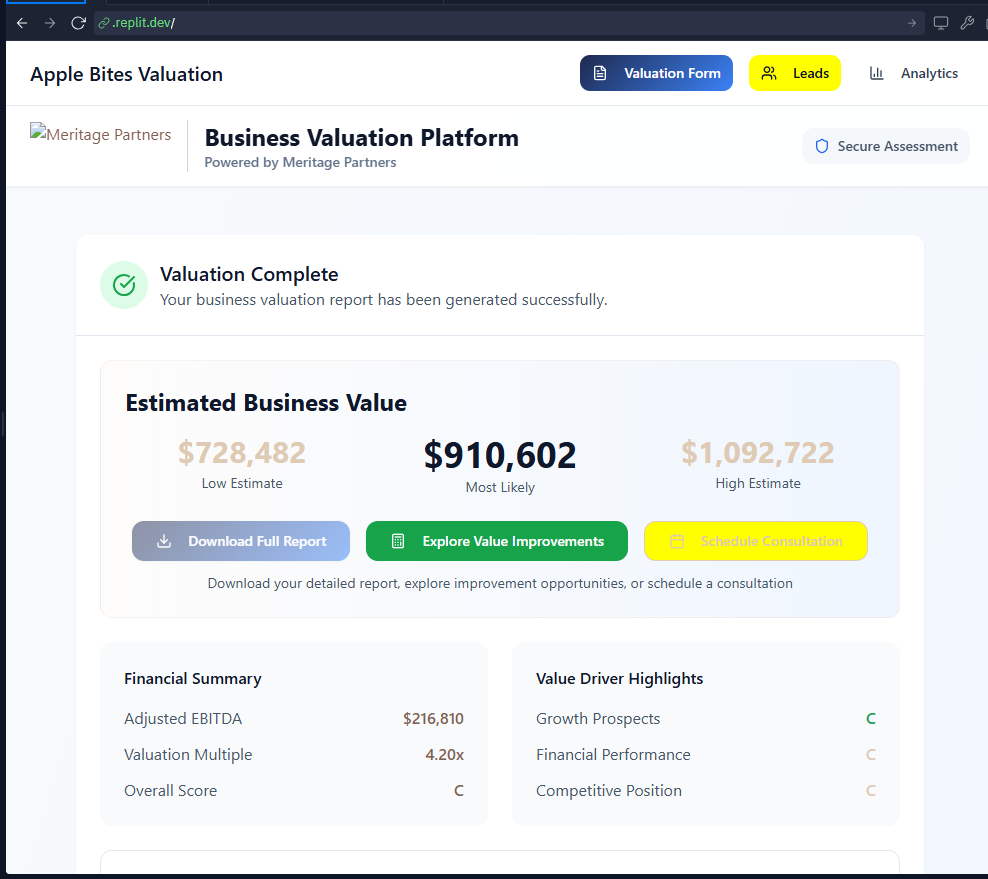 .replit.dev/
Apple Bites Valuation
Valuation Form
Leads
Analytics
Meritage Partners
Business Valuation Platform
Powered by Meritage Partners
Secure Assessment
Valuation Complete
Your business valuation report has been generated successfully.
Estimated Business Value
$728,482
$910,602
$1,092,722
Low Estimate
Most Likely
High Estimate
Download Full Report
Explore Value Improvements
Schedule Consultation
Download your detailed report, explore improvement opportunities, or schedule a consultation
Financial Summary
Adjusted EBITDA $216,810
Valuation Multiple 4.20x
Overall Score C
Value Driver Highlights
Growth Prospects C
Financial Performance C
Competitive Position C